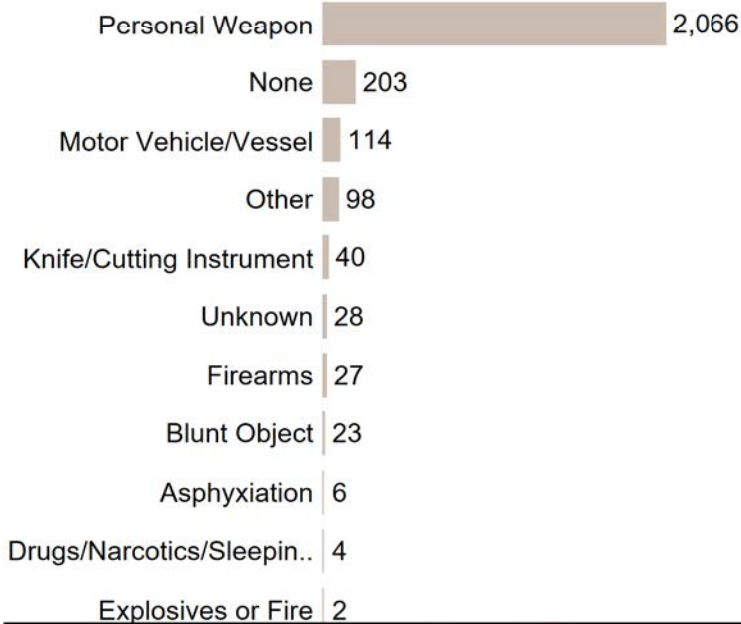 Personal Weapon 2,066
None 203
Motor Vehicle/Vessel 114
Other 98
Knife/Cutting Instrument 40
Unknown 28
Firearms 27
Blunt Object 23
Asphyxiation 6
Drugs/Narcotics/Sleepin.. 4
Explosives or Fire 2